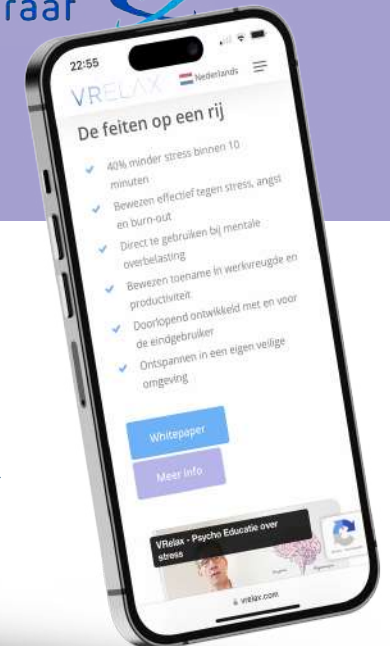 raar
22:55
VRELAX
Nederlands
De feiten op een rij
40% minder stress binnen 10
minuten
Bewezen effectief tegen stress, angst
en burn-out
Direct te gebruiken bij mentale
overbelasting
Bewezen toename in werkvreugde en
productiviteit
Doorlopend ontwikkeld met en voor
de eindgebruiker
Ontspannen in een eigen veilige
omgeving
Whitepaper
Meer info
VRelax - Psycho Educatie over
stress
vrelax.com